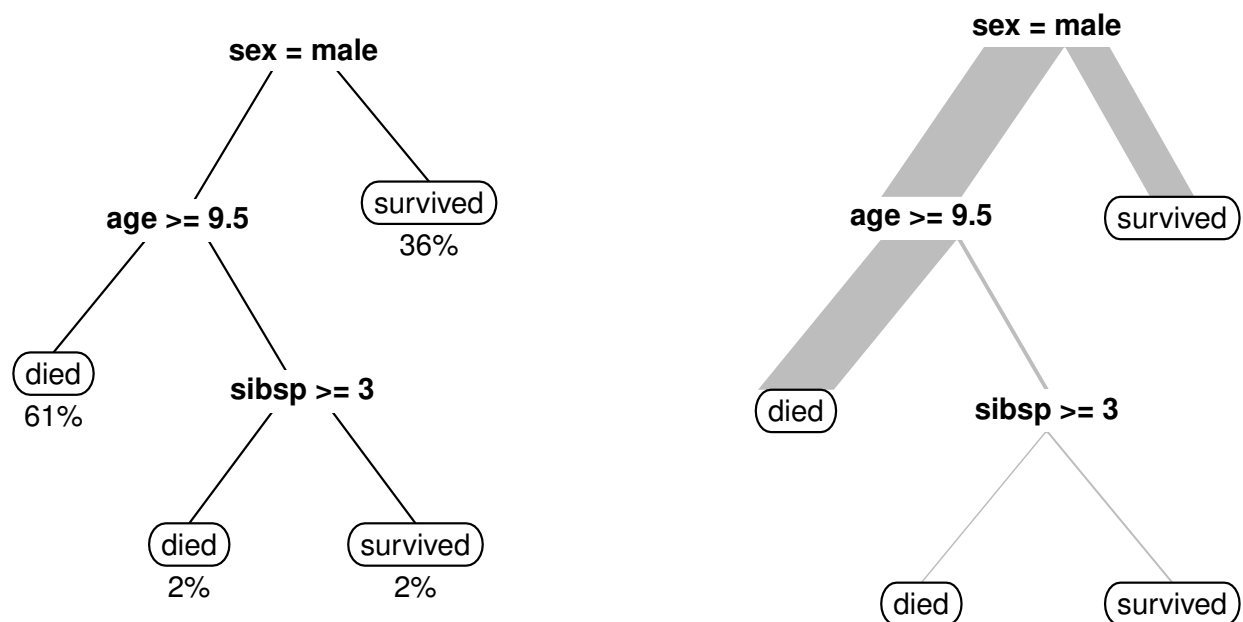 sex = male
survived
36%
age >= 9.5
died
61%
sibsp >= 3
died
2%
survived
2%
sex = male
survived
age >= 9.5
died
sibsp >= 3
died
survived